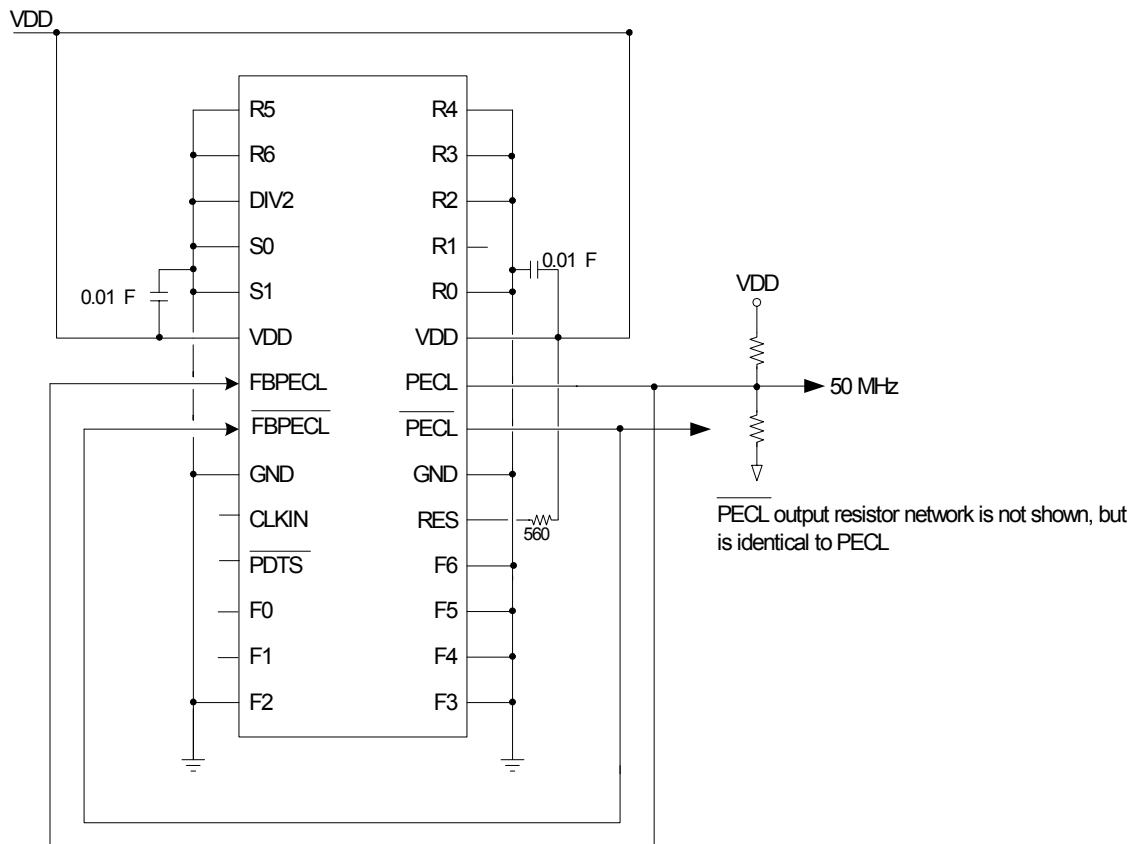 VDD
R5
R6
DIV2
S0
S1
VDD
FBPECL
FBPECL
GND
CLKIN
PDTS
F0
F1
F2
R4
R3
R2
R1
R0
VDD
PECL
PECL
GND
RES
F6
F5
F4
F3
0.01 F
0.01 F
560
VDD
50 MHz
PECL output resistor network is not shown, but
is identical to PECL